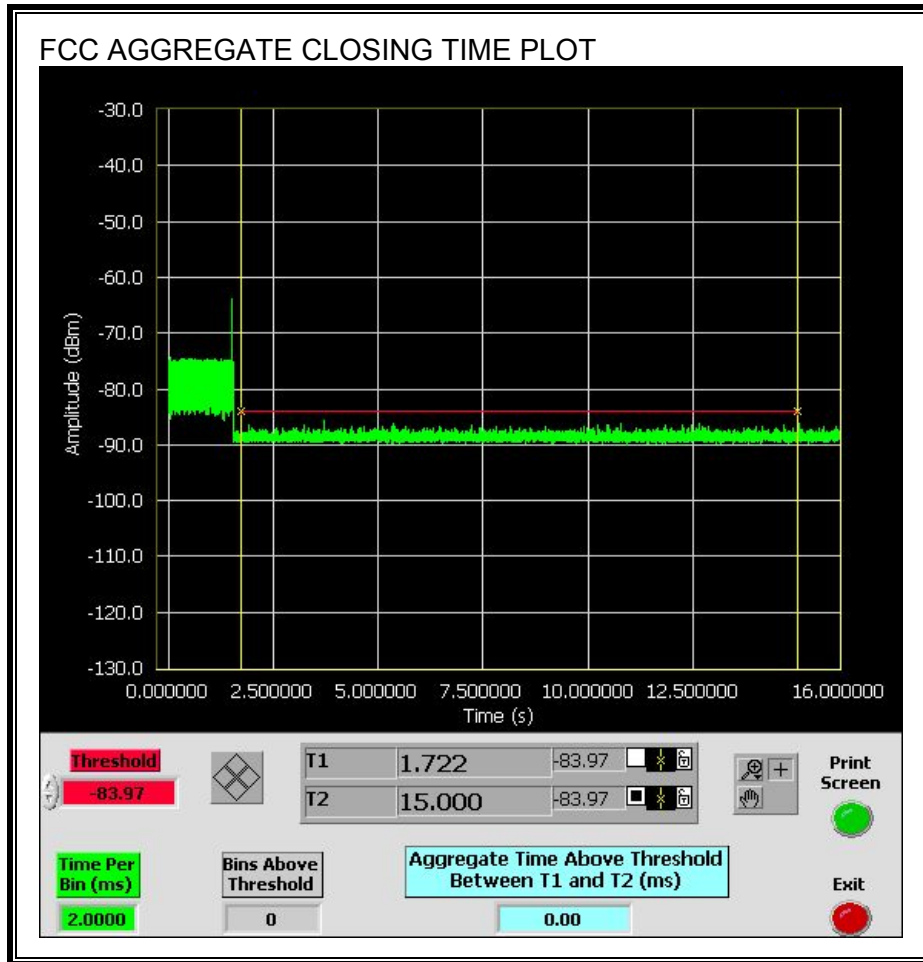 FCC AGGREGATE CLOSING TIME PLOT
-30.0
-40.0
-50.0
-60.0
-70.0
-80.0
-90.0
-100.0
-110.0
-120.0
-130.0
Amplitude (dBm)
0.000000 2.500000 5.000000 7.500000 10.000000 12.500000 16.000000
Time (s)
Threshold
-83.97
T1 1.722 -83.97
T2 15.000 -83.97
Print
Screen
Time Per
Bin (ms)
2.0000
Bins Above
Threshold
0
Aggregate Time Above Threshold
Between T1 and T2 (ms)
0.00
Exit